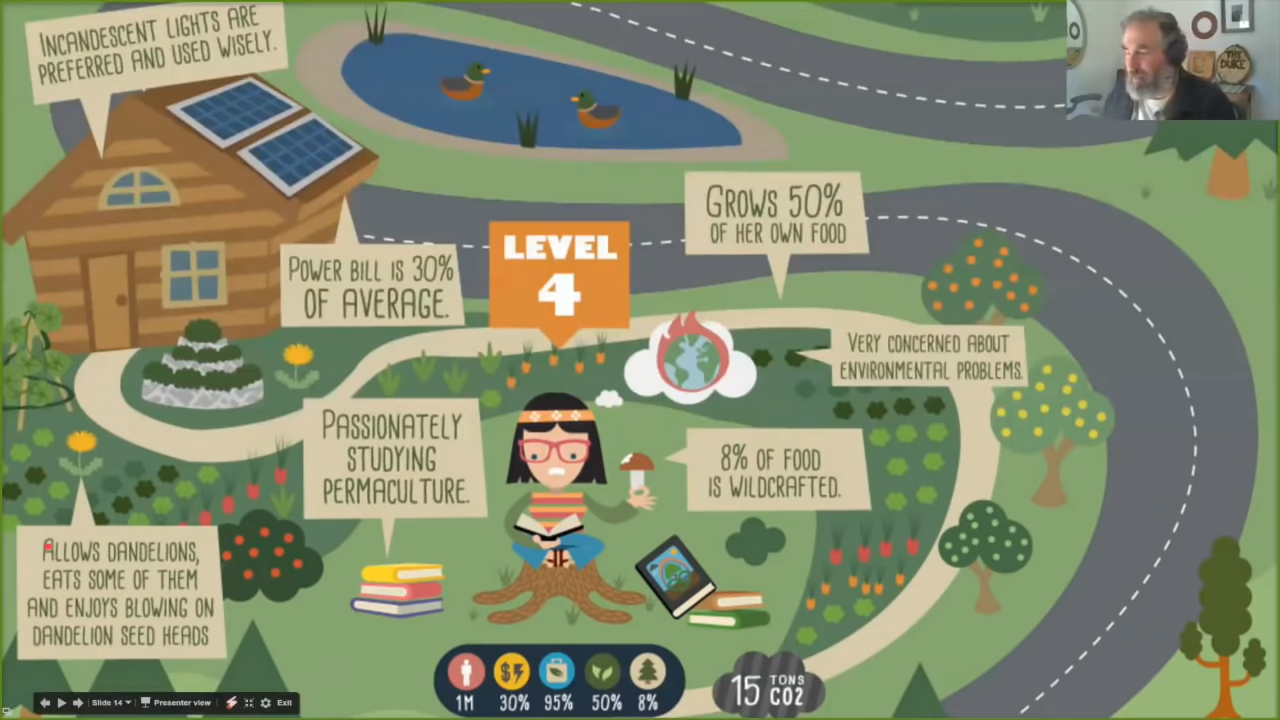 INCANDESCENT LIGHTS ARE
PREFERRED AND USED WISELY.
THE
DUKE
GROWS 50%
OF HER OWN FOOD
LEVEL
4
POWER BILL IS 30%
OF AVERAGE.
VERY CONCERNED ABOUT
ENVIRONMENTAL PROBLEMS.
PASSIONATELY
STUDYING
PERMACULTURE.
8% OF FOOD
IS WILDCRAFTED.
ALLOWS DANDELIONS,
EATS SOME OF THEM
AND ENJOYS BLOWING ON
DANDELION SEED HEADS
$
1M 30% 95% 50% 8%
15 TONS
CO2
Slide 14 Presenter view Exit